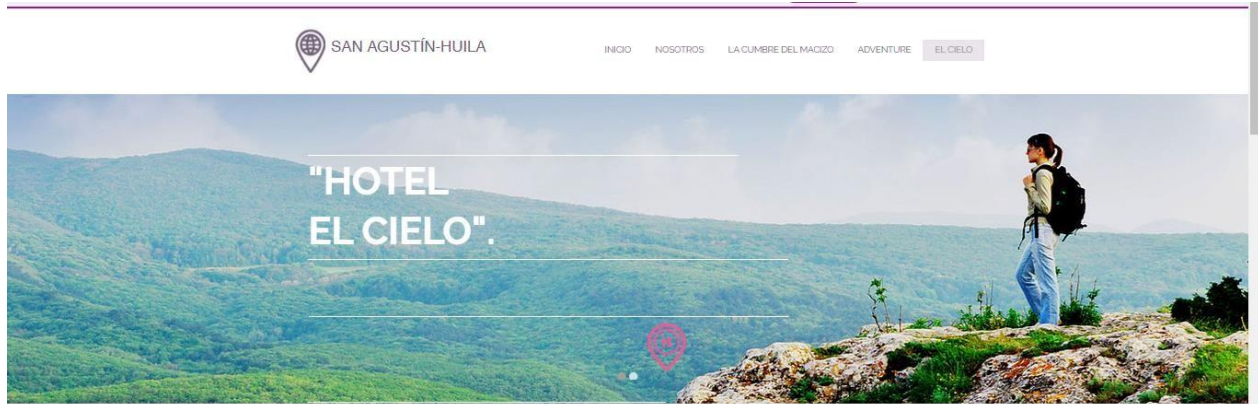 SAN AGUSTÍN-HUILA
INICIO NOSOTROS LA CUMBRE DEL MACIZO ADVENTURE EL CIELO
"HOTEL
EL CIELO".